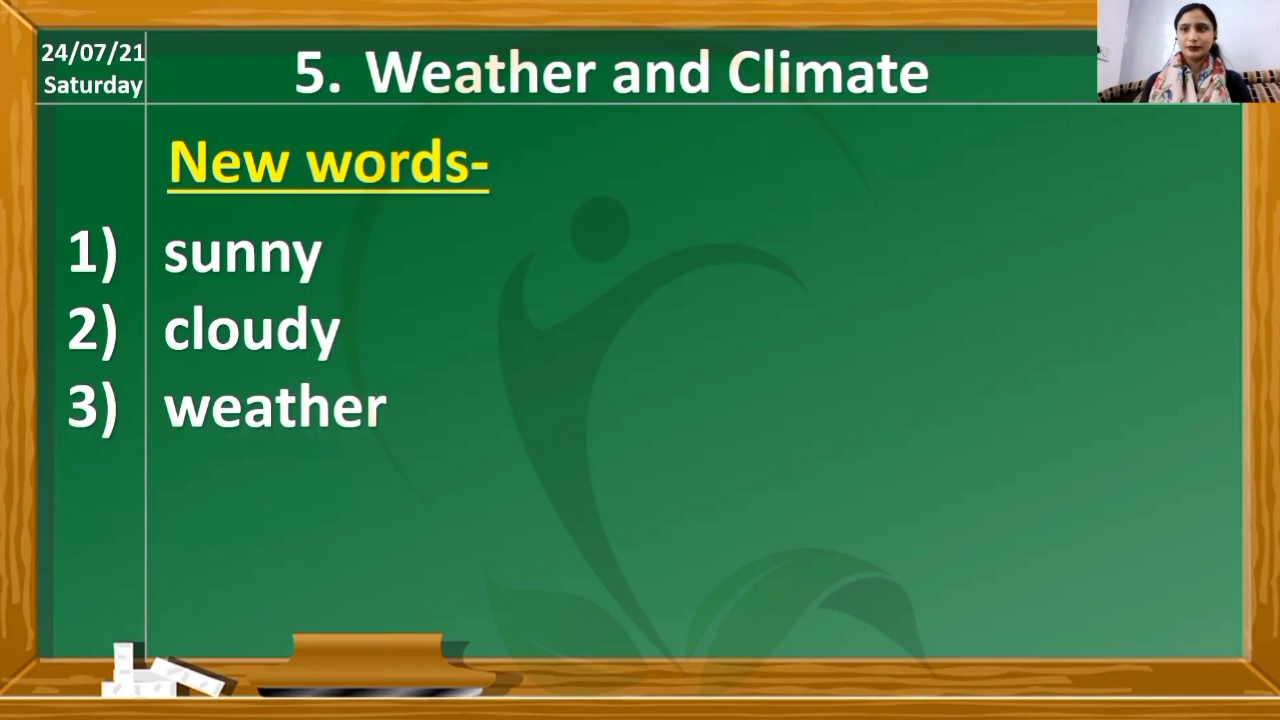 24/07/21
Saturday
5. Weather and Climate
New words-
1) sunny
2) cloudy
3) weather